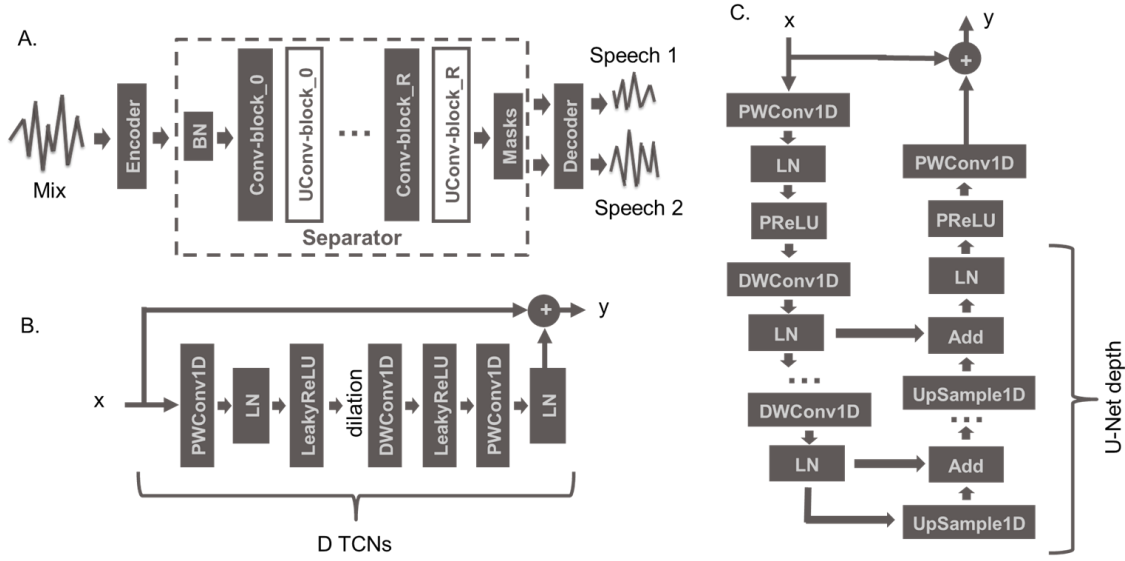 A.
Mix
Encoder
BN
Conv-block_0
UConv-block_0
Conv-block_R
UConv-block_R
Masks
Separator
Decoder
Speech 1
Speech 2
B.
x
PWConv1D
LN
LeakyReLU
dilation
DWConv1D
LeakyReLU
PWConv1D
LN
+
y
D TCNs
C.
x
y
+
PWConv1D
LN
PReLU
DWConv1D
LN
DWConv1D
LN
PWConv1D
PReLU
LN
Add
UpSample1D
Add
UpSample1D
U-Net depth